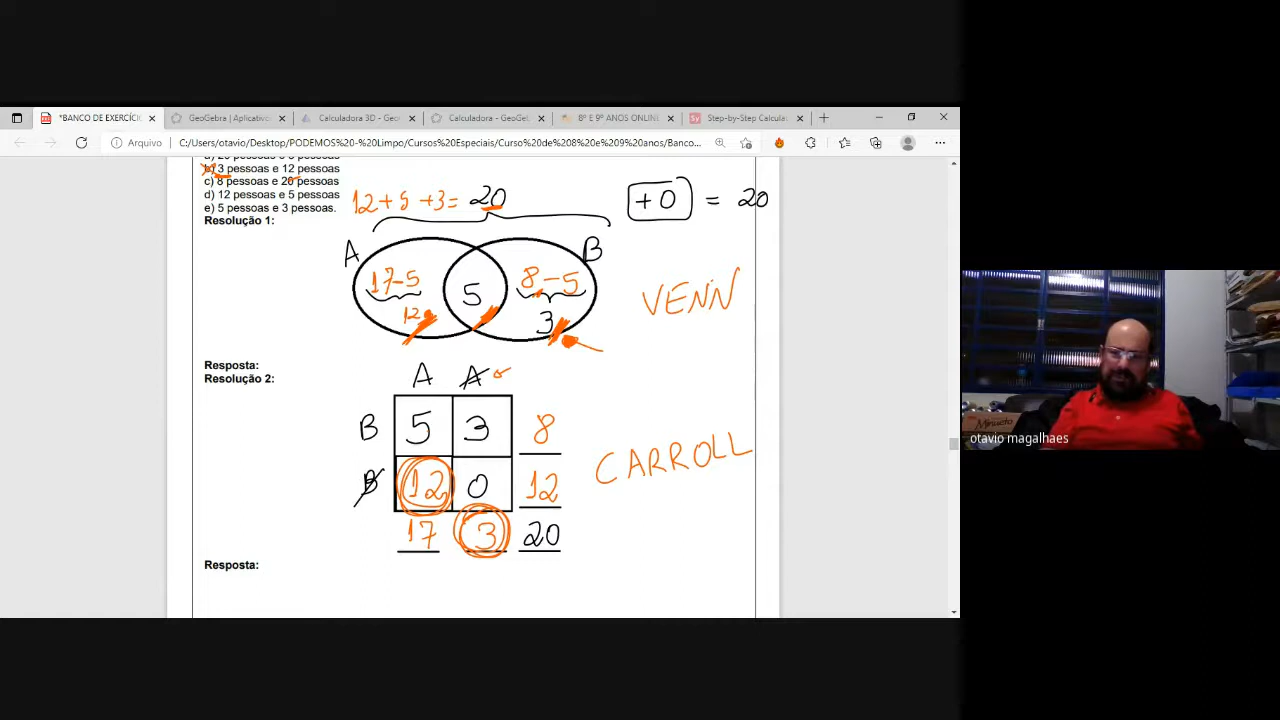 *BANCO DE EXERCÍCI
GeoGebra | Aplicativo
Calculadora 3D - Geo
Calculadora - GeoGe
8º E 9º ANOS ONLINE
Step-by-Step Calcula
Arquivo
C:/Users/otavio/Desktop/PODEMOS%20-%20Limpo/Cursos%20Especiais/Curso%20de%208%20e%209%20anos/Banco...
b) 3 pessoas e 12 pessoas
c) 8 pessoas e 20 pessoas
d) 12 pessoas e 5 pessoas
e) 5 pessoas e 3 pessoas.
Resolução 1:
12 + 5 + 3 = 20
+0 = 20
A B
17-5 5 8-5
12 3
VENN
Resposta:
Resolução 2:
A A
B 5 3 8
B 12 0 12
17 3 20
CARROLL
Resposta:
Minueto
otavio magalhaes